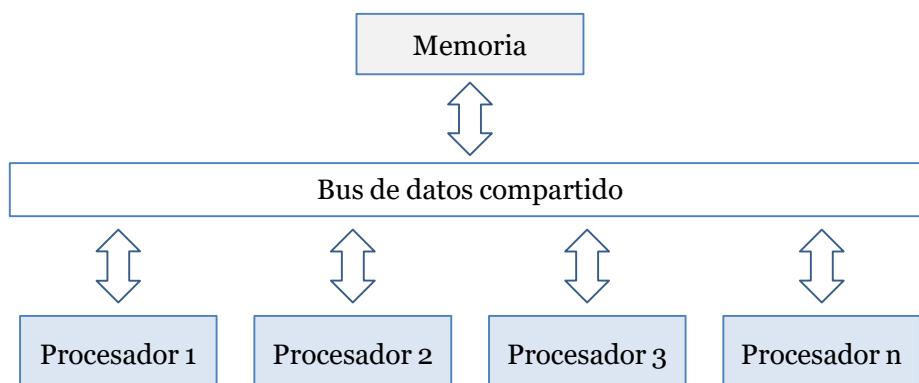 Memoria
Bus de datos compartido
Procesador 1
Procesador 2
Procesador 3
Procesador n